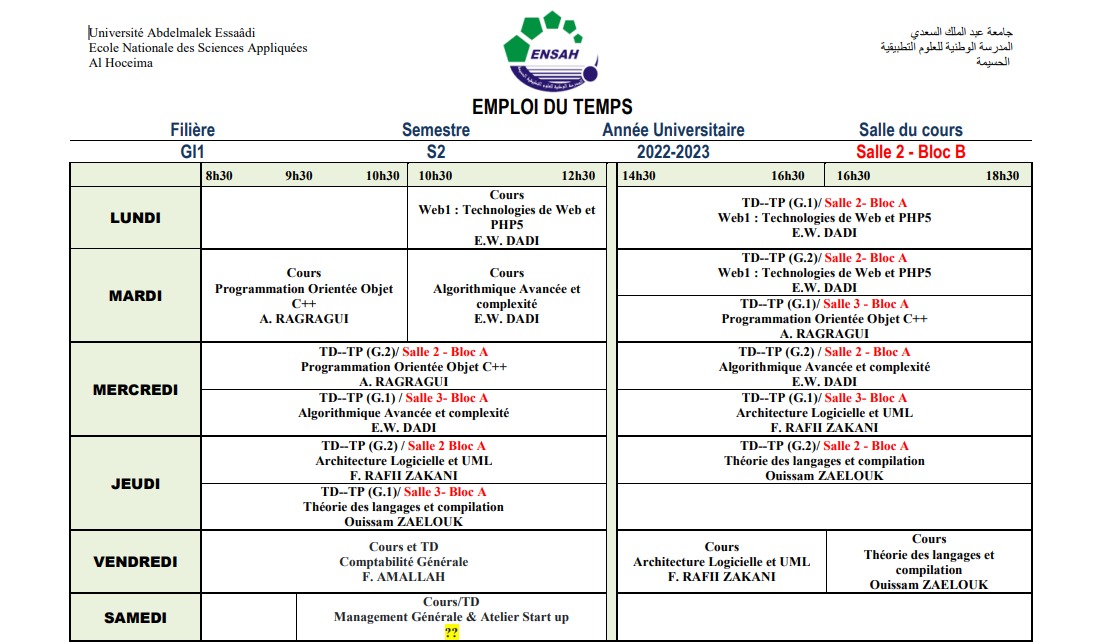 Université Abdelmalek Essaâdi
Ecole Nationale des Sciences Appliquées
Al Hoceima
ENSAH
جامعة عبد الملك السعدي
المدرسة الوطنية للعلوم التطبيقية
الحسيمة
EMPLOI DU TEMPS
Filière Semestre Année Universitaire Salle du cours
GI1 S2 2022-2023 Salle 2 - Bloc B
8h30 9h30 10h30 10h30 12h30 14h30 16h30 16h30 18h30
LUNDI
Cours
Web1 : Technologies de Web et
PHP5
E.W. DADI
TD--TP (G.1)/ Salle 2- Bloc A
Web1 : Technologies de Web et PHP5
E.W. DADI
MARDI
Cours
Programmation Orientée Objet
C++
A. RAGRAGUI
Cours
Algorithmique Avancée et
complexité
E.W. DADI
TD--TP (G.2)/ Salle 2- Bloc A
Web1 : Technologies de Web et PHP5
E.W. DADI
TD--TP (G.1)/ Salle 3 - Bloc A
Programmation Orientée Objet C++
A. RAGRAGUI
MERCREDI
TD--TP (G.2)/ Salle 2 - Bloc A
Programmation Orientée Objet C++
A. RAGRAGUI
TD--TP (G.1) / Salle 3- Bloc A
Algorithmique Avancée et complexité
E.W. DADI
TD--TP (G.2) / Salle 2 - Bloc A
Algorithmique Avancée et complexité
E.W. DADI
TD--TP (G.1)/ Salle 3- Bloc A
Architecture Logicielle et UML
F. RAFII ZAKANI
JEUDI
TD--TP (G.2) / Salle 2 Bloc A
Architecture Logicielle et UML
F. RAFII ZAKANI
TD--TP (G.1)/ Salle 3- Bloc A
Théorie des langages et compilation
Ouissam ZAELOUK
TD--TP (G.2)/ Salle 2 - Bloc A
Théorie des langages et compilation
Ouissam ZAELOUK
VENDREDI
Cours et TD
Comptabilité Générale
F. AMALLAH
Cours
Architecture Logicielle et UML
F. RAFII ZAKANI
Cours
Théorie des langages et
compilation
Ouissam ZAELOUK
SAMEDI
Cours/TD
Management Générale & Atelier Start up
??